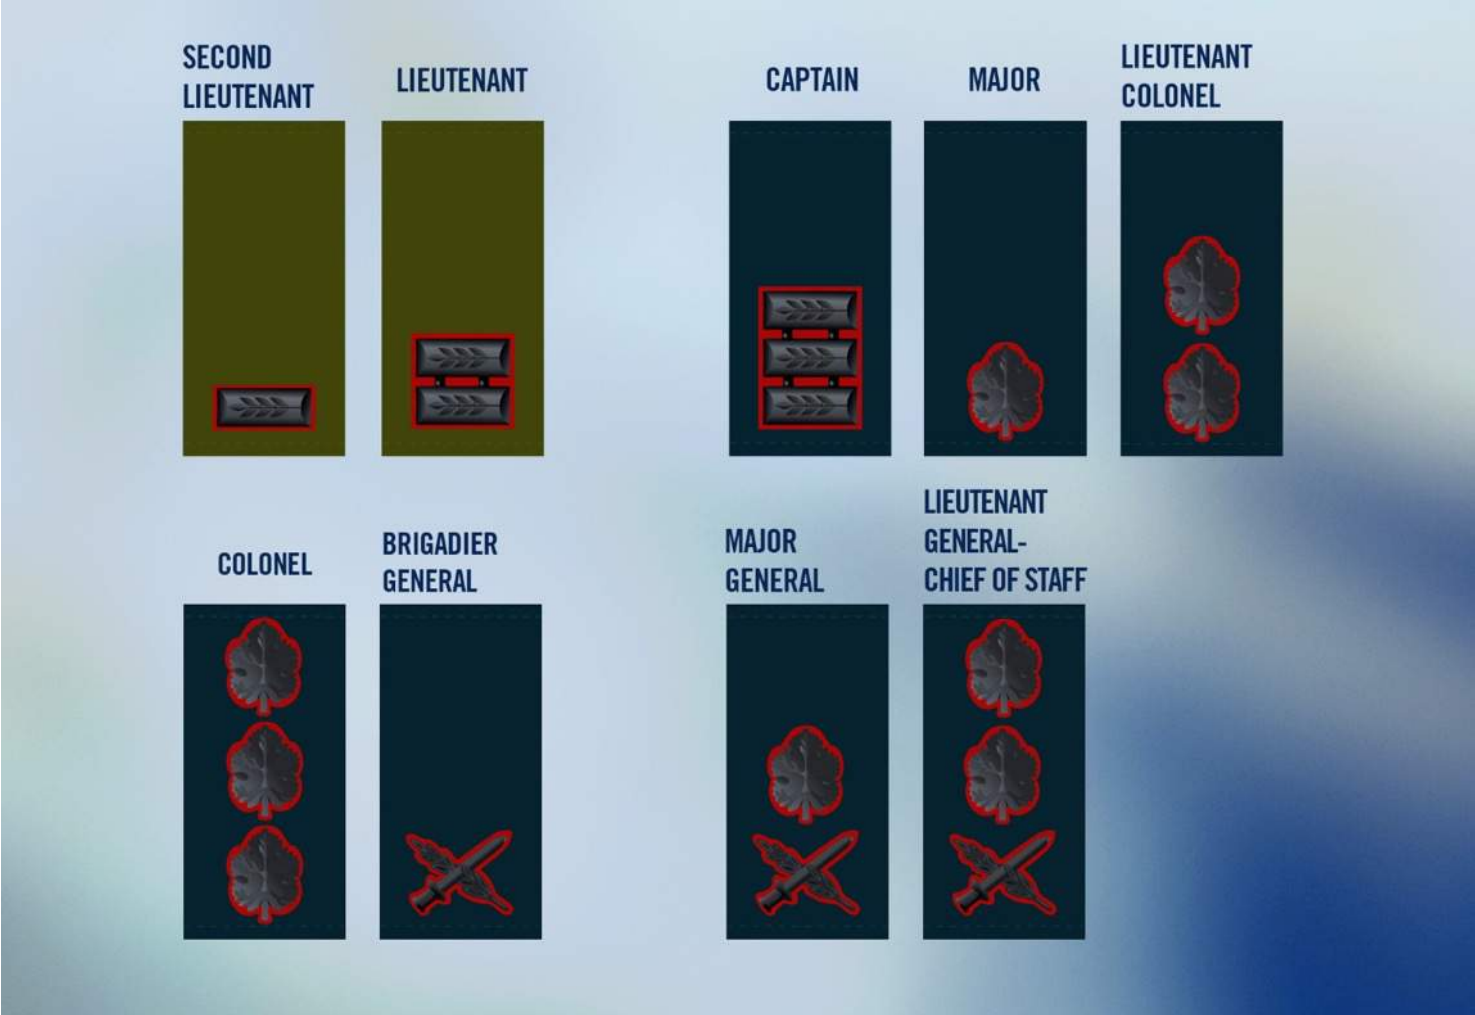 SECOND
LIEUTENANT
LIEUTENANT
CAPTAIN
MAJOR
LIEUTENANT
COLONEL
COLONEL
BRIGADIER
GENERAL
MAJOR
GENERAL
LIEUTENANT
GENERAL-
CHIEF OF STAFF